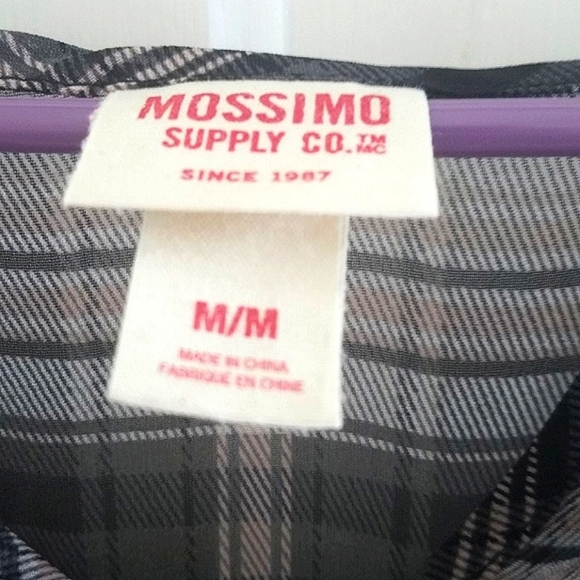 MOSSIMO
SUPPLY CO.™ MC
SINCE 1987
M/M
MADE IN CHINA
FABRIQUÉ EN CHINE